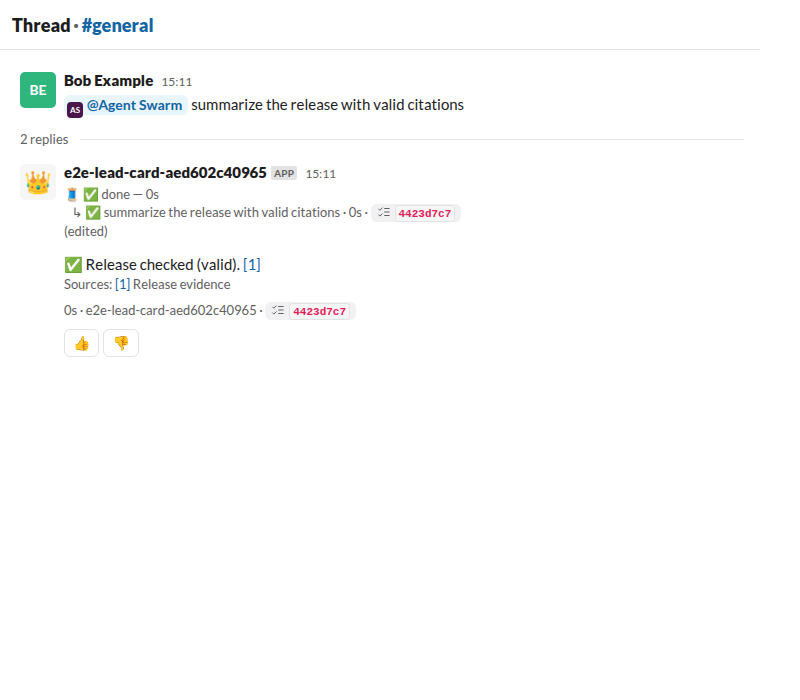 Thread · #general
BE
Bob Example 15:11
AS @Agent Swarm summarize the release with valid citations
2 replies
e2e-lead-card-aed602c40965 APP 15:11
🧵 ✅ done — 0s
↳ ✅ summarize the release with valid citations · 0s · 4423d7c7
(edited)
✅ Release checked (valid). [1]
Sources: [1] Release evidence
0s · e2e-lead-card-aed602c40965 · 4423d7c7
👍 👎